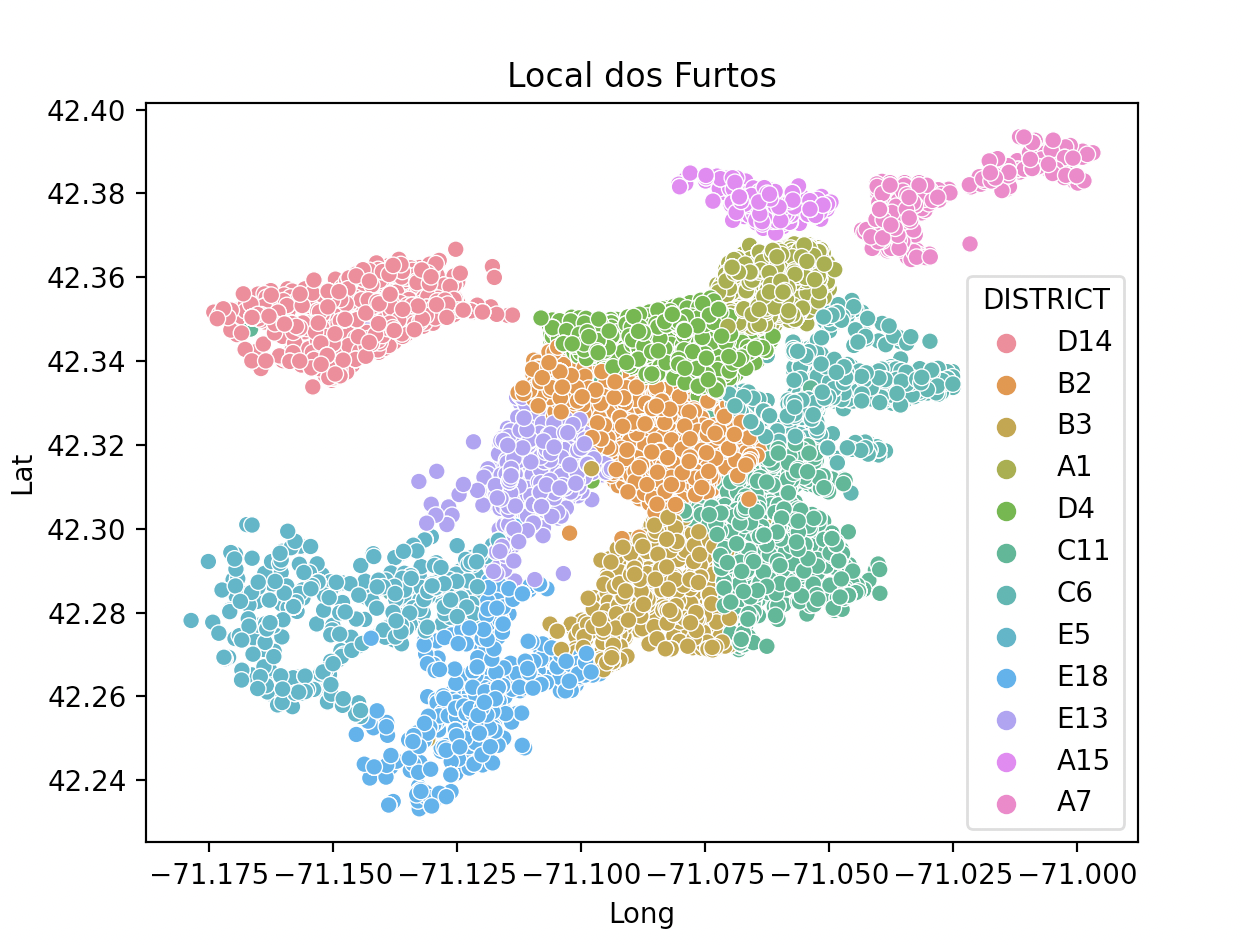 Local dos Furtos
Lat
42.40
42.38
42.36
42.34
42.32
42.30
42.28
42.26
42.24
DISTRICT
D14
B2
B3
A1
D4
C11
C6
E5
E18
E13
A15
A7
−71.175 −71.150 −71.125 −71.100 −71.075 −71.050 −71.025 −71.000
Long